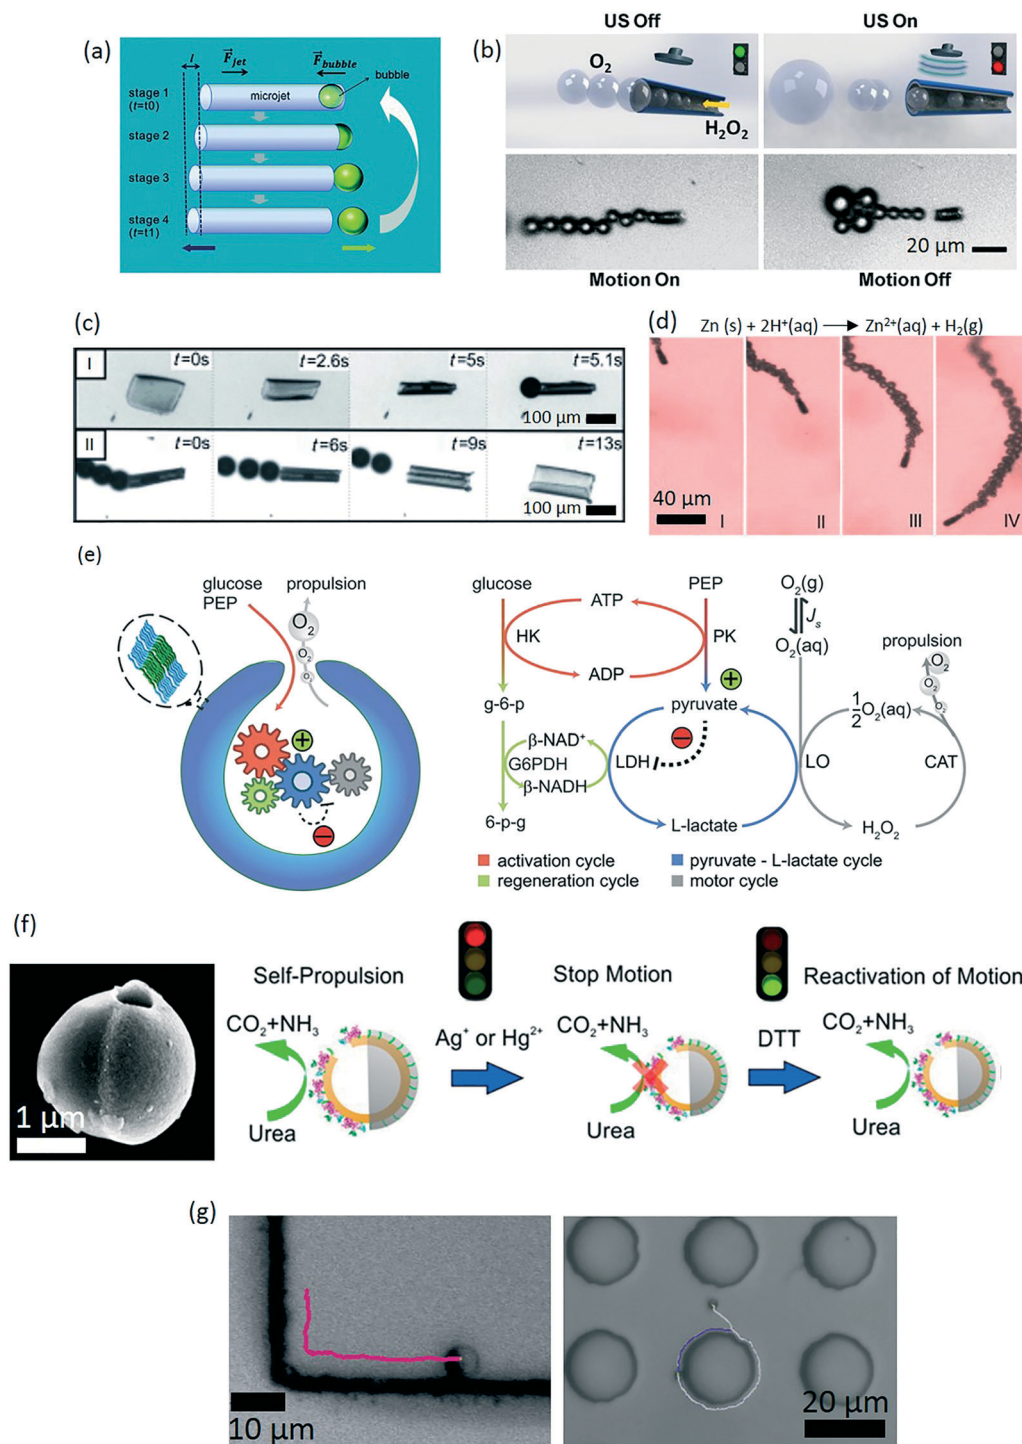 (a)
F_jet
F_bubble
l
bubble
stage 1
(t=t0)
microjet
stage 2
stage 3
stage 4
(t=t1)
(b)
US Off
US On
O₂
H₂O₂
20 µm
Motion On
Motion Off
(c)
I
t=0s
t=2.6s
t=5s
t=5.1s
100 µm
II
t=0s
t=6s
t=9s
t=13s
100 µm
(d)
Zn (s) + 2H⁺(aq) → Zn²⁺(aq) + H₂(g)
40 µm
I
II
III
IV
(e)
glucose
PEP
propulsion
O₂
O₂
O₂
+
−
glucose
ATP
PEP
O₂(g)
J_s
HK
PK
O₂(aq)
propulsion
ADP
O₂
O₂
O₂
+
g-6-p
pyruvate
½O₂(aq)
−
β-NAD⁺
G6PDH
LDH
LO
CAT
β-NADH
6-p-g
L-lactate
H₂O₂
activation cycle
pyruvate - L-lactate cycle
regeneration cycle
motor cycle
(f)
Self-Propulsion
Stop Motion
Reactivation of Motion
CO₂+NH₃
Ag⁺ or Hg²⁺
CO₂+NH₃
DTT
CO₂+NH₃
1 µm
Urea
Urea
Urea
(g)
10 µm
20 µm